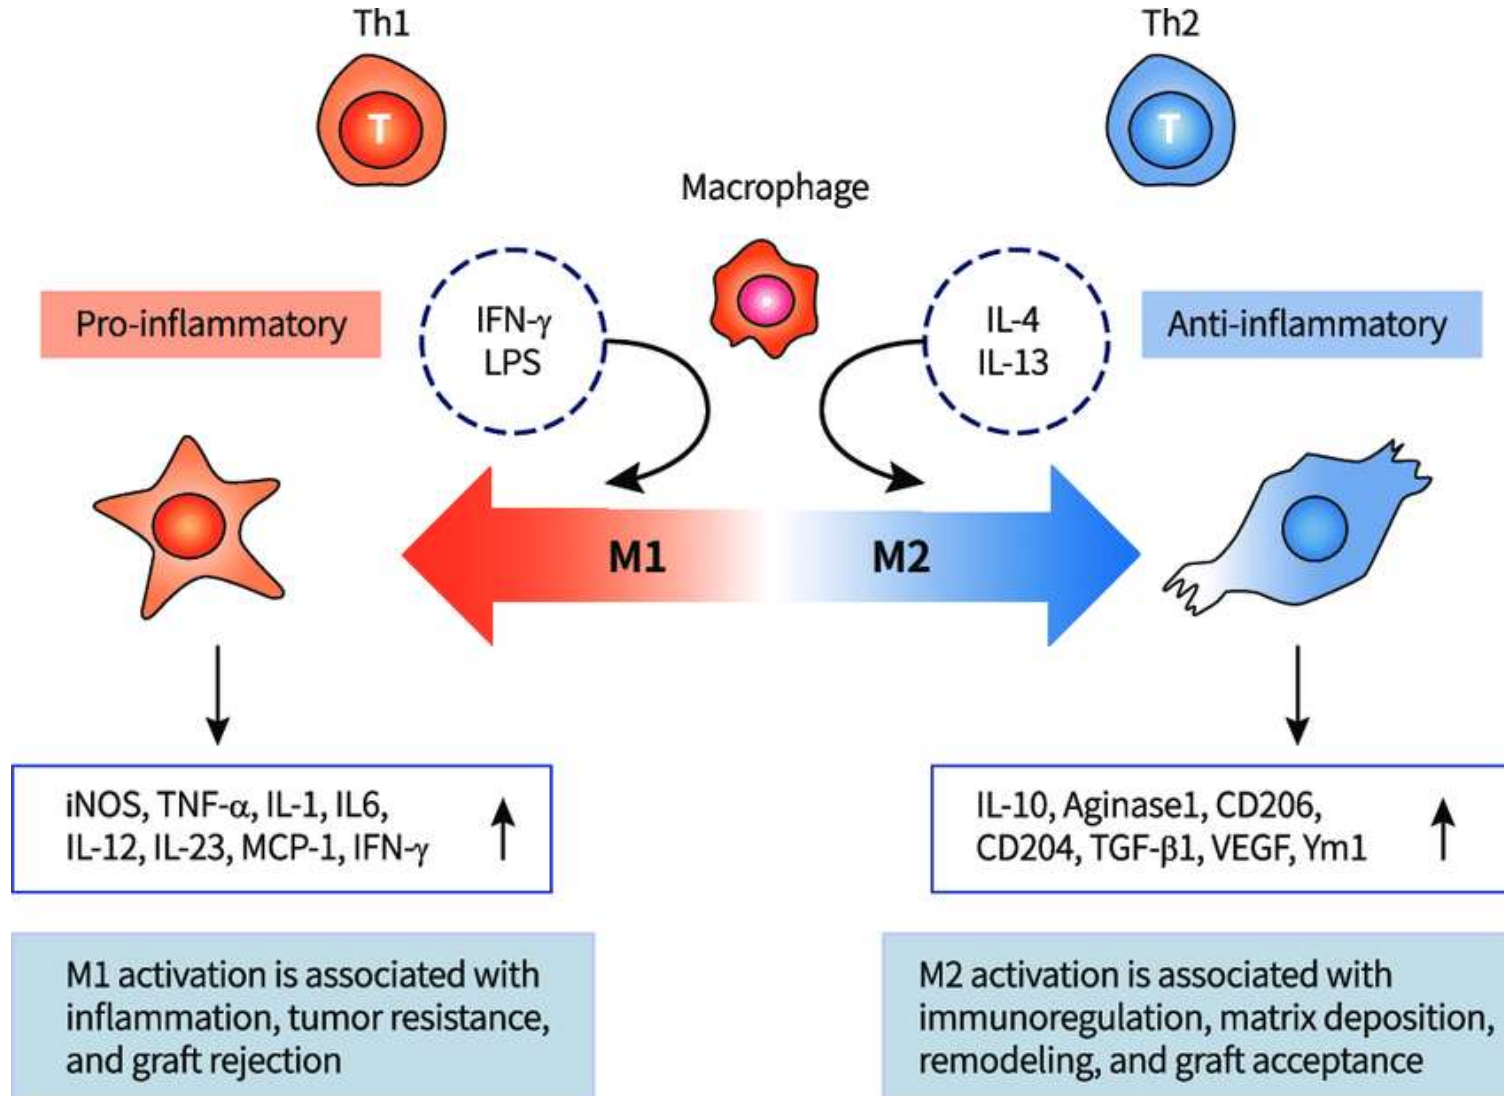 Th1
Th2
T
T
Macrophage
Pro-inflammatory
IFN-γ
LPS
IL-4
IL-13
Anti-inflammatory
M1
M2
iNOS, TNF-α, IL-1, IL6,
IL-12, IL-23, MCP-1, IFN-γ
IL-10, Aginase1, CD206,
CD204, TGF-β1, VEGF, Ym1
M1 activation is associated with
inflammation, tumor resistance,
and graft rejection
M2 activation is associated with
immunoregulation, matrix deposition,
remodeling, and graft acceptance